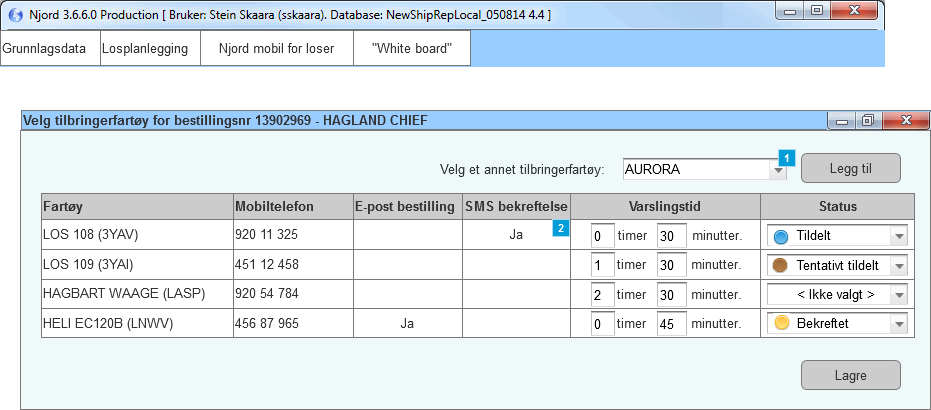 Njord 3.6.6.0 Production [ Bruker: Stein Skaara (sskaara). Database: NewShipRepLocal_050814 4.4 ]
Grunnlagsdata Losplanlegging Njord mobil for loser "White board"
Velg tilbringerfartøy for bestillingsnr 13902969 - HAGLAND CHIEF
Velg et annet tilbringerfartøy: AURORA 1 Legg til
Fartøy Mobiltelefon E-post bestilling SMS bekreftelse Varslingstid Status
LOS 108 (3YAV) 920 11 325 Ja 2 0 timer 30 minutter. Tildelt
LOS 109 (3YAI) 451 12 458 1 timer 30 minutter. Tentativt tildelt
HAGBART WAAGE (LASP) 920 54 784 2 timer 30 minutter. < Ikke valgt >
HELI EC120B (LNWV) 456 87 965 Ja 0 timer 45 minutter. Bekreftet
Lagre